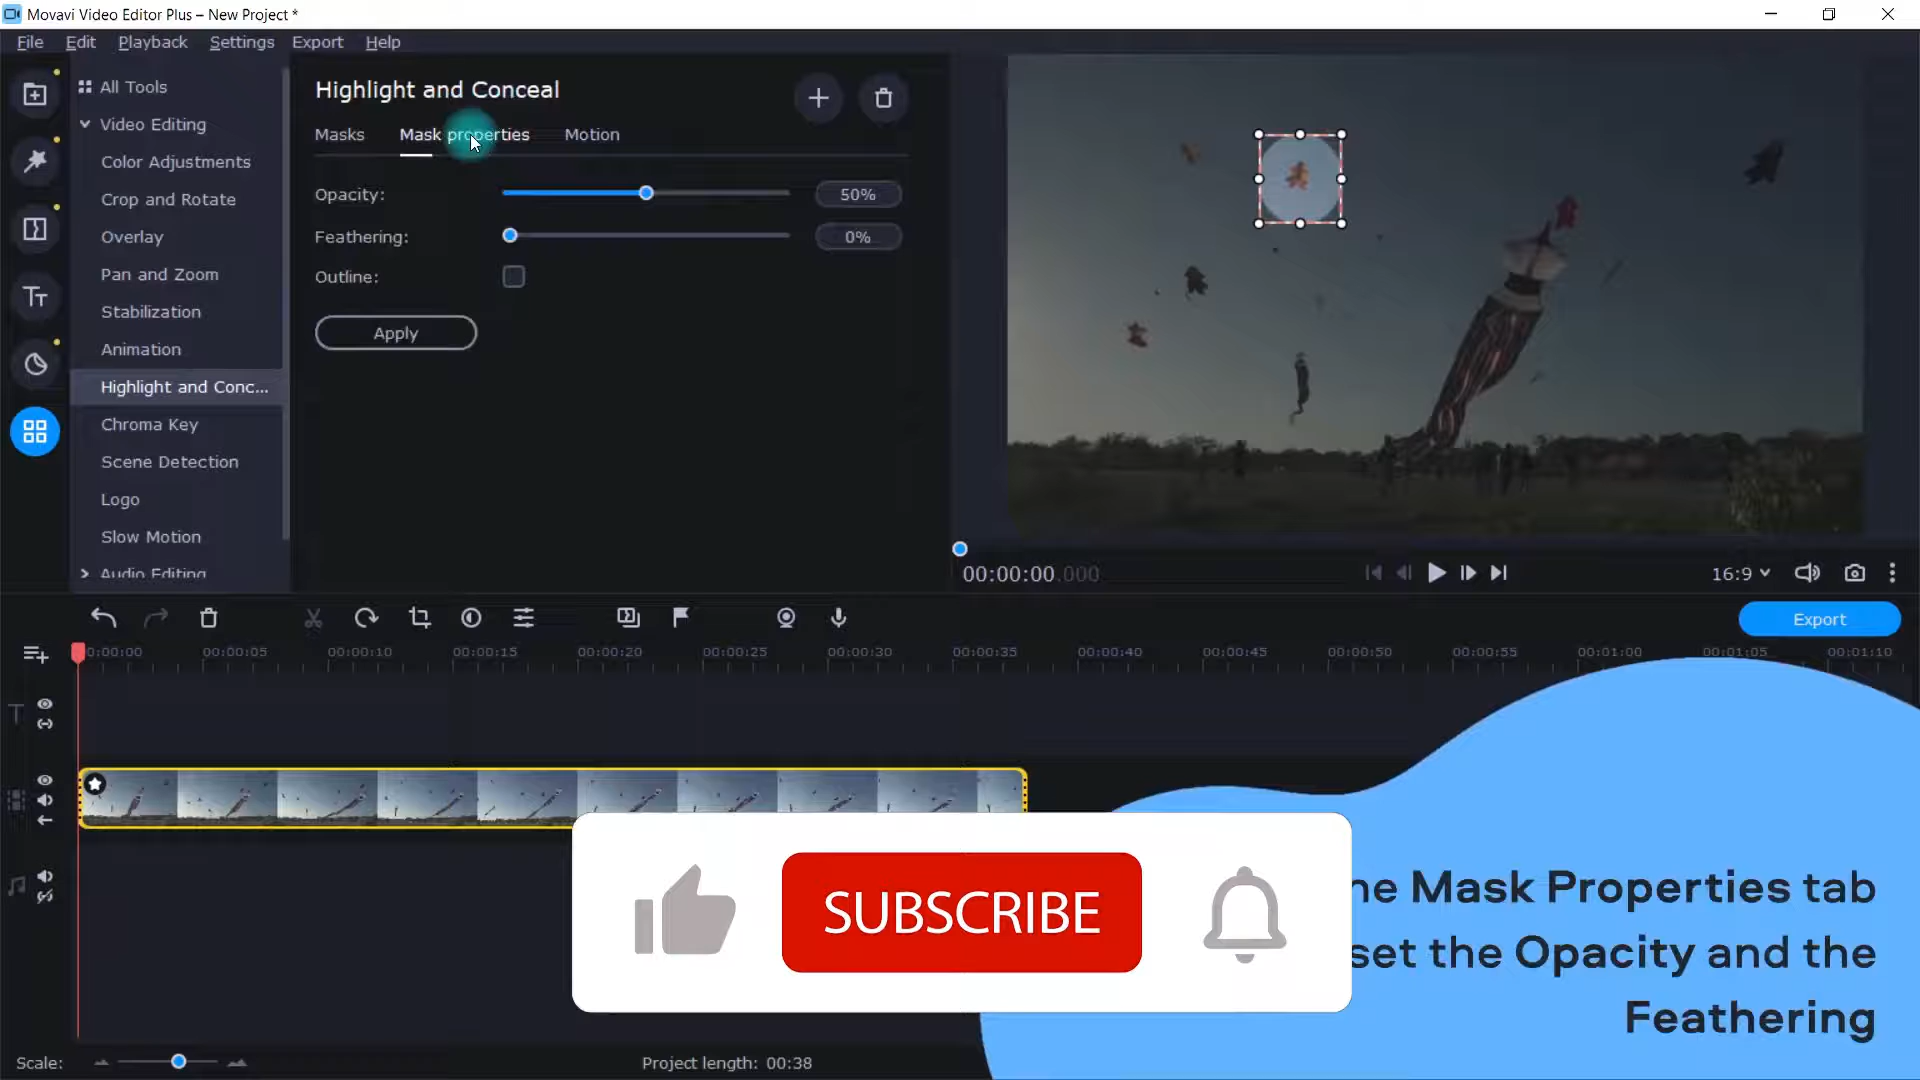 Movavi Video Editor Plus – New Project *
File Edit Playback Settings Export Help
All Tools
Video Editing
Color Adjustments
Crop and Rotate
Overlay
Pan and Zoom
Stabilization
Animation
Highlight and Conc...
Chroma Key
Scene Detection
Logo
Slow Motion
Audio Editing
Highlight and Conceal
Masks Mask properties Motion
Opacity: 50%
Feathering: 0%
Outline:
Apply
00:00:00.000
16:9
Export
0:00:00 00:00:05 00:00:10 00:00:15 00:00:20 00:00:25 00:00:30 00:00:35 00:00:40 00:00:45 00:00:50 00:00:55 00:01:00 00:01:05 00:01:10
SUBSCRIBE
he Mask Properties tab
set the Opacity and the
Feathering
Scale:
Project length: 00:38